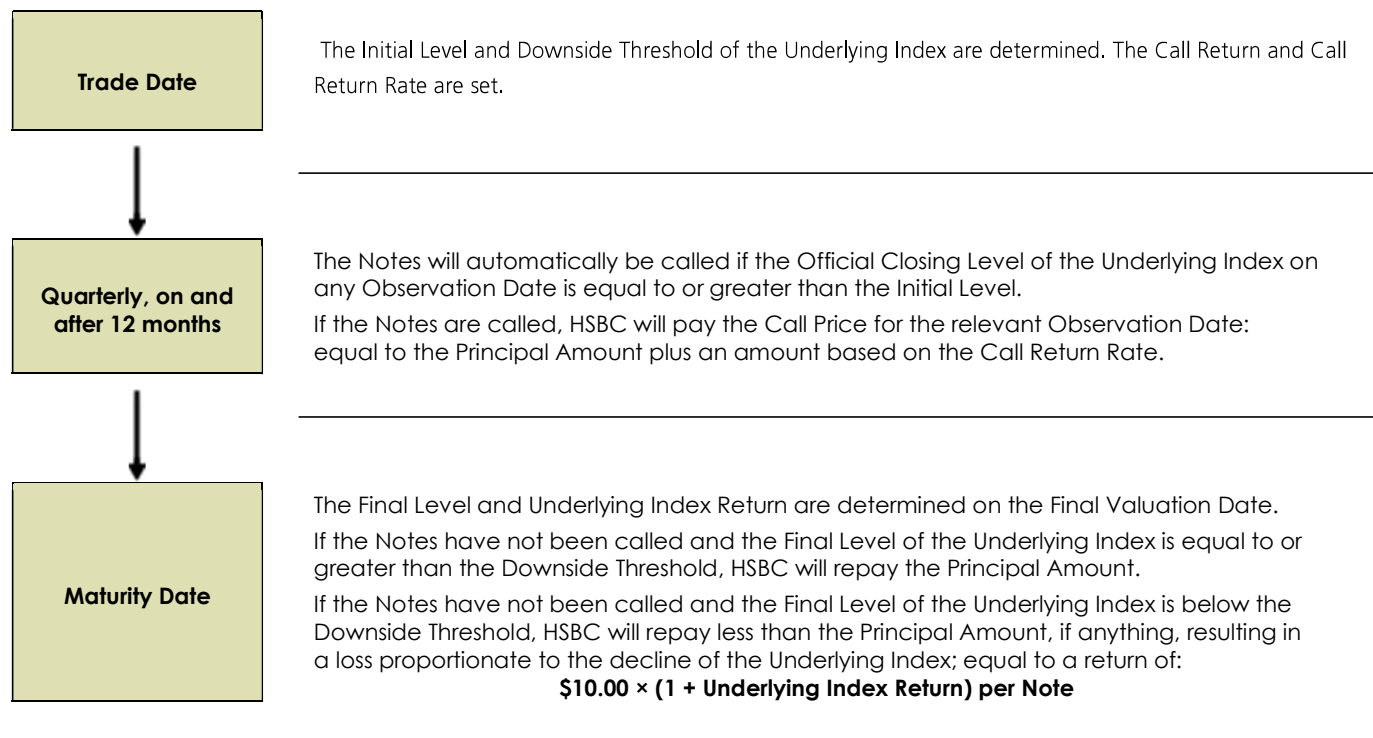 Trade Date
The Initial Level and Downside Threshold of the Underlying Index are determined. The Call Return and Call
Return Rate are set.
Quarterly, on and
after 12 months
The Notes will automatically be called if the Official Closing Level of the Underlying Index on
any Observation Date is equal to or greater than the Initial Level.
If the Notes are called, HSBC will pay the Call Price for the relevant Observation Date:
equal to the Principal Amount plus an amount based on the Call Return Rate.
Maturity Date
The Final Level and Underlying Index Return are determined on the Final Valuation Date.
If the Notes have not been called and the Final Level of the Underlying Index is equal to or
greater than the Downside Threshold, HSBC will repay the Principal Amount.
If the Notes have not been called and the Final Level of the Underlying Index is below the
Downside Threshold, HSBC will repay less than the Principal Amount, if anything, resulting in
a loss proportionate to the decline of the Underlying Index; equal to a return of:
$10.00 × (1 + Underlying Index Return) per Note